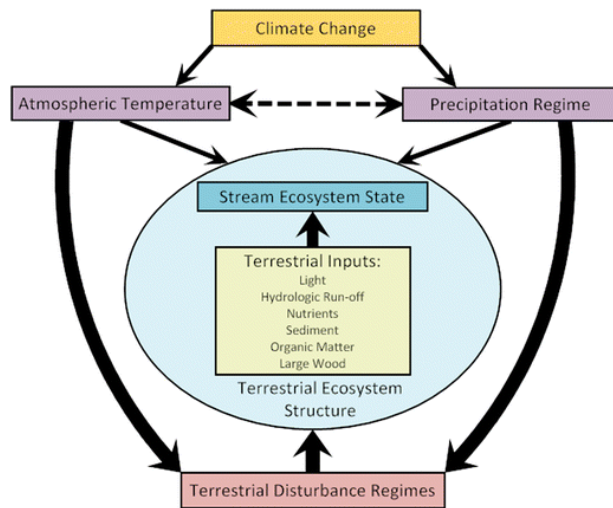 Climate Change
Atmospheric Temperature
Precipitation Regime
Stream Ecosystem State
Terrestrial Inputs:
Light
Hydrologic Run-off
Nutrients
Sediment
Organic Matter
Large Wood
Terrestrial Ecosystem
Structure
Terrestrial Disturbance Regimes